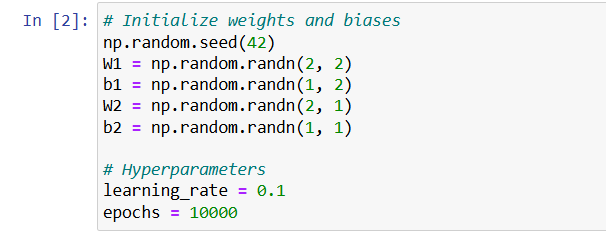 In [2]: # Initialize weights and biases
np.random.seed(42)
W1 = np.random.randn(2, 2)
b1 = np.random.randn(1, 2)
W2 = np.random.randn(2, 1)
b2 = np.random.randn(1, 1)

# Hyperparameters
learning_rate = 0.1
epochs = 10000